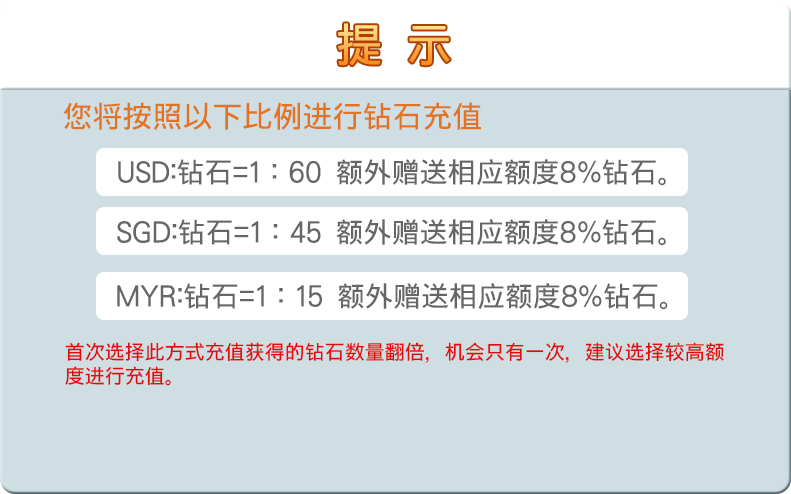 提 示
您将按照以下比例进行钻石充值
USD:钻石=1：60 额外赠送相应额度8%钻石。
SGD:钻石=1：45 额外赠送相应额度8%钻石。
MYR:钻石=1：15 额外赠送相应额度8%钻石。
首次选择此方式充值获得的钻石数量翻倍，机会只有一次，建议选择较高额
度进行充值。